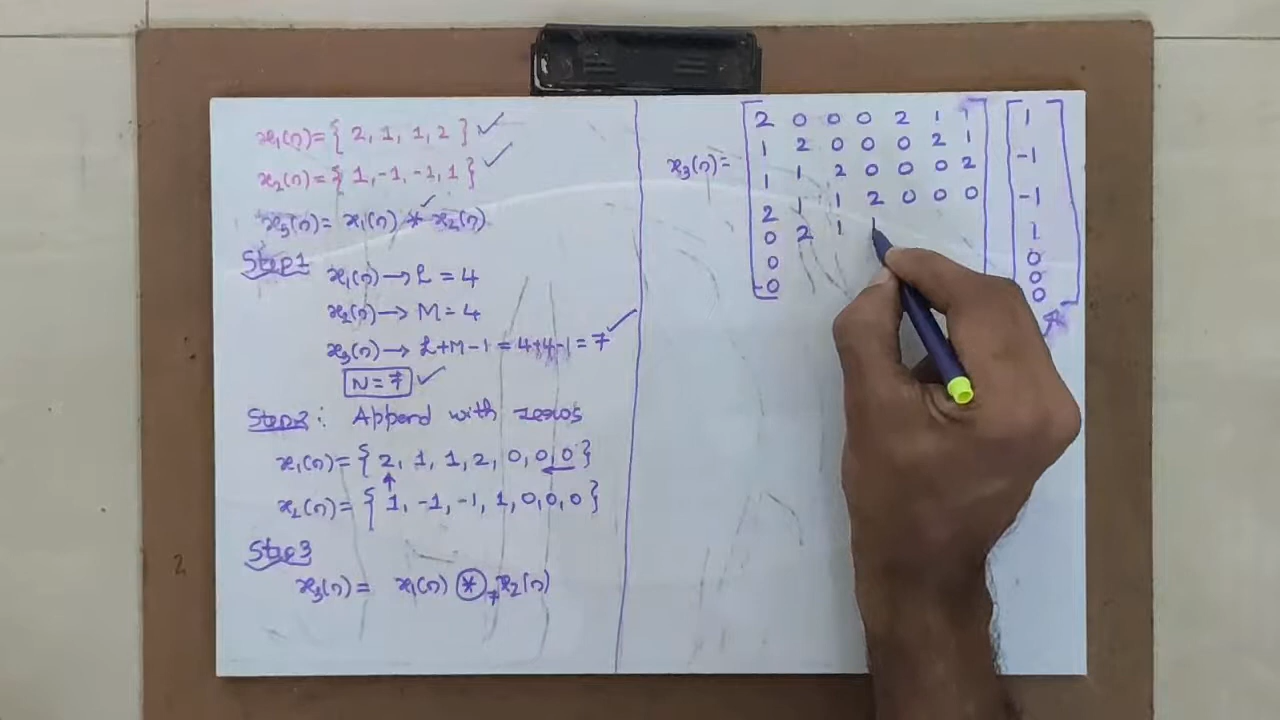 x₁(n) = { 2, 1, 1, 2 } ✓
x₂(n) = { 1, -1, -1, 1 } ✓
x₃(n) = x₁(n) * x₂(n)
Step1
x₁(n) → L = 4
x₂(n) → M = 4
x₃(n) → L+M-1 = 4+4-1 = 7 ✓
N = 7 ✓
Step2: Append with zeros
x₁(n) = { 2, 1, 1, 2, 0, 0, 0 }
↑
x₂(n) = { 1, -1, -1, 1, 0, 0, 0 }
Step3
x₃(n) = x₁(n) ⊛₇ x₂(n)
2
x₃(n) =
2 0 0 0 2 1 1
1 2 0 0 0 2 1
1 1 2 0 0 0 2
2 1 1 2 0 0 0
0 2 1 1
0
0
1
-1
-1
1
0
0
0